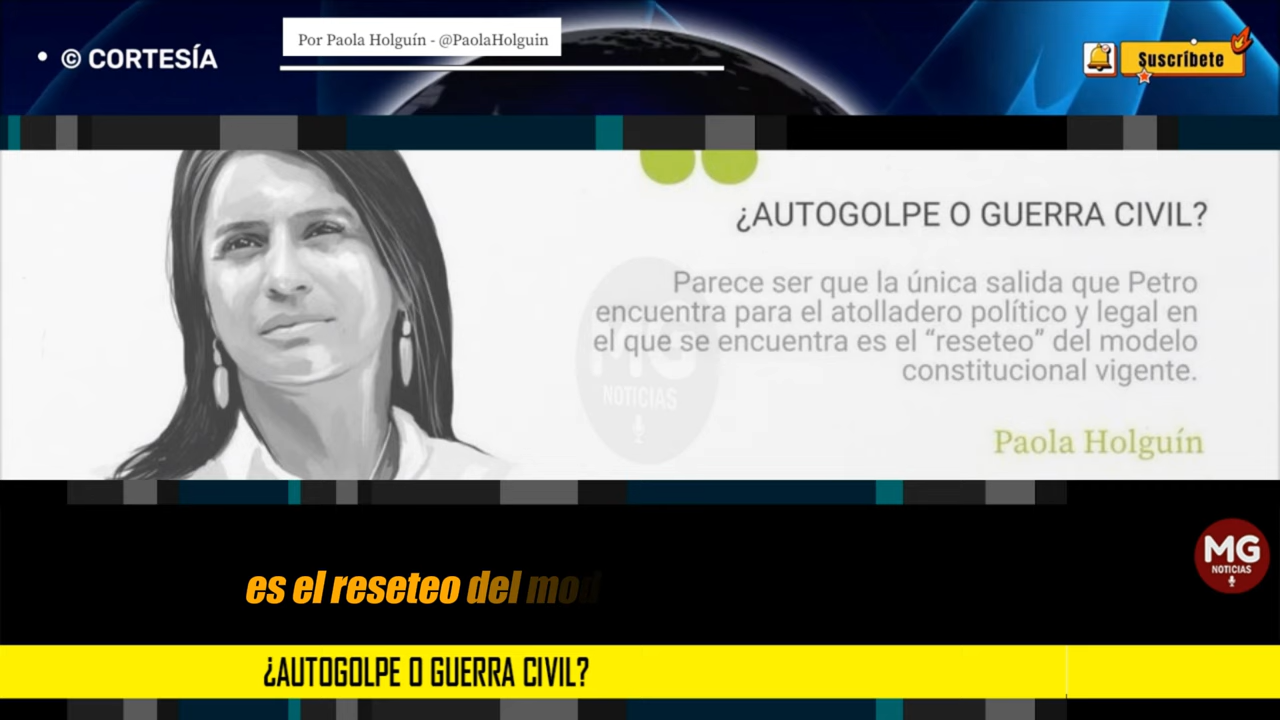 • © CORTESÍA
Por Paola Holguín - @PaolaHolguin
Suscríbete
¿AUTOGOLPE O GUERRA CIVIL?
Parece ser que la única salida que Petro
encuentra para el atolladero político y legal en
el que se encuentra es el “reseteo” del modelo
constitucional vigente.
MG
NOTICIAS
Paola Holguín
MG
NOTICIAS
es el reseteo del mod
¿AUTOGOLPE O GUERRA CIVIL?